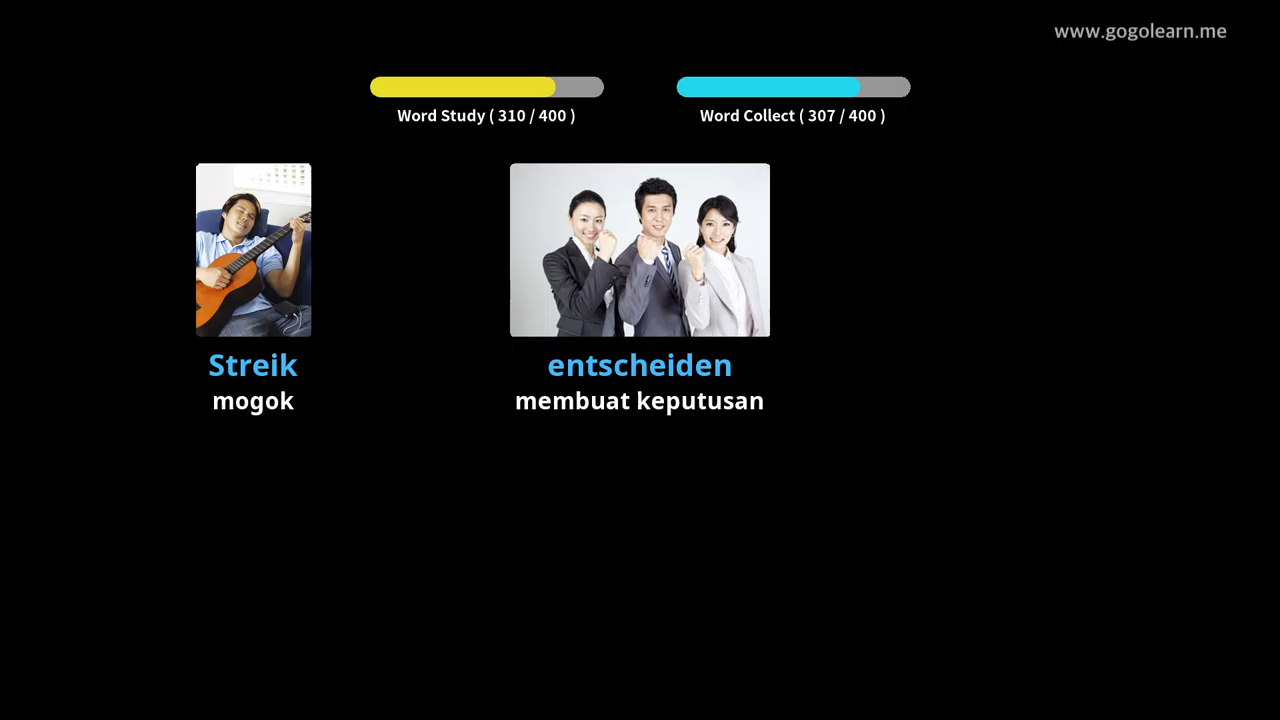 www.gogolearn.me
Word Study ( 310 / 400 )
Word Collect ( 307 / 400 )
Streik
mogok
entscheiden
membuat keputusan